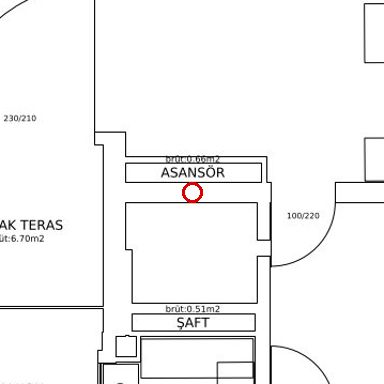 brüt:0.66m2
ASANSÖR
230/210
100/220
AK TERAS
üt:6.70m2
brüt:0.51m2
ŞAFT